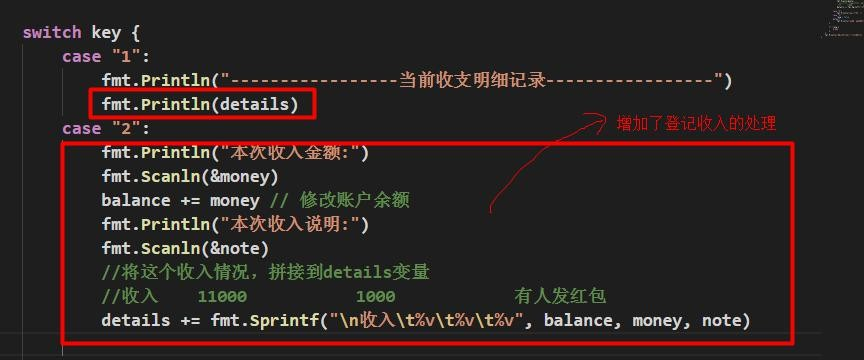 switch key {
case "1":
fmt.Println("-----------------当前收支明细记录-----------------")
fmt.Println(details)
case "2":
fmt.Println("本次收入金额:")
fmt.Scanln(&money)
balance += money // 修改账户余额
fmt.Println("本次收入说明:")
fmt.Scanln(&note)
//将这个收入情况，拼接到details变量
//收入    11000           1000            有人发红包
details += fmt.Sprintf("\n收入\t%v\t%v\t%v", balance, money, note)
增加了登记收入的处理